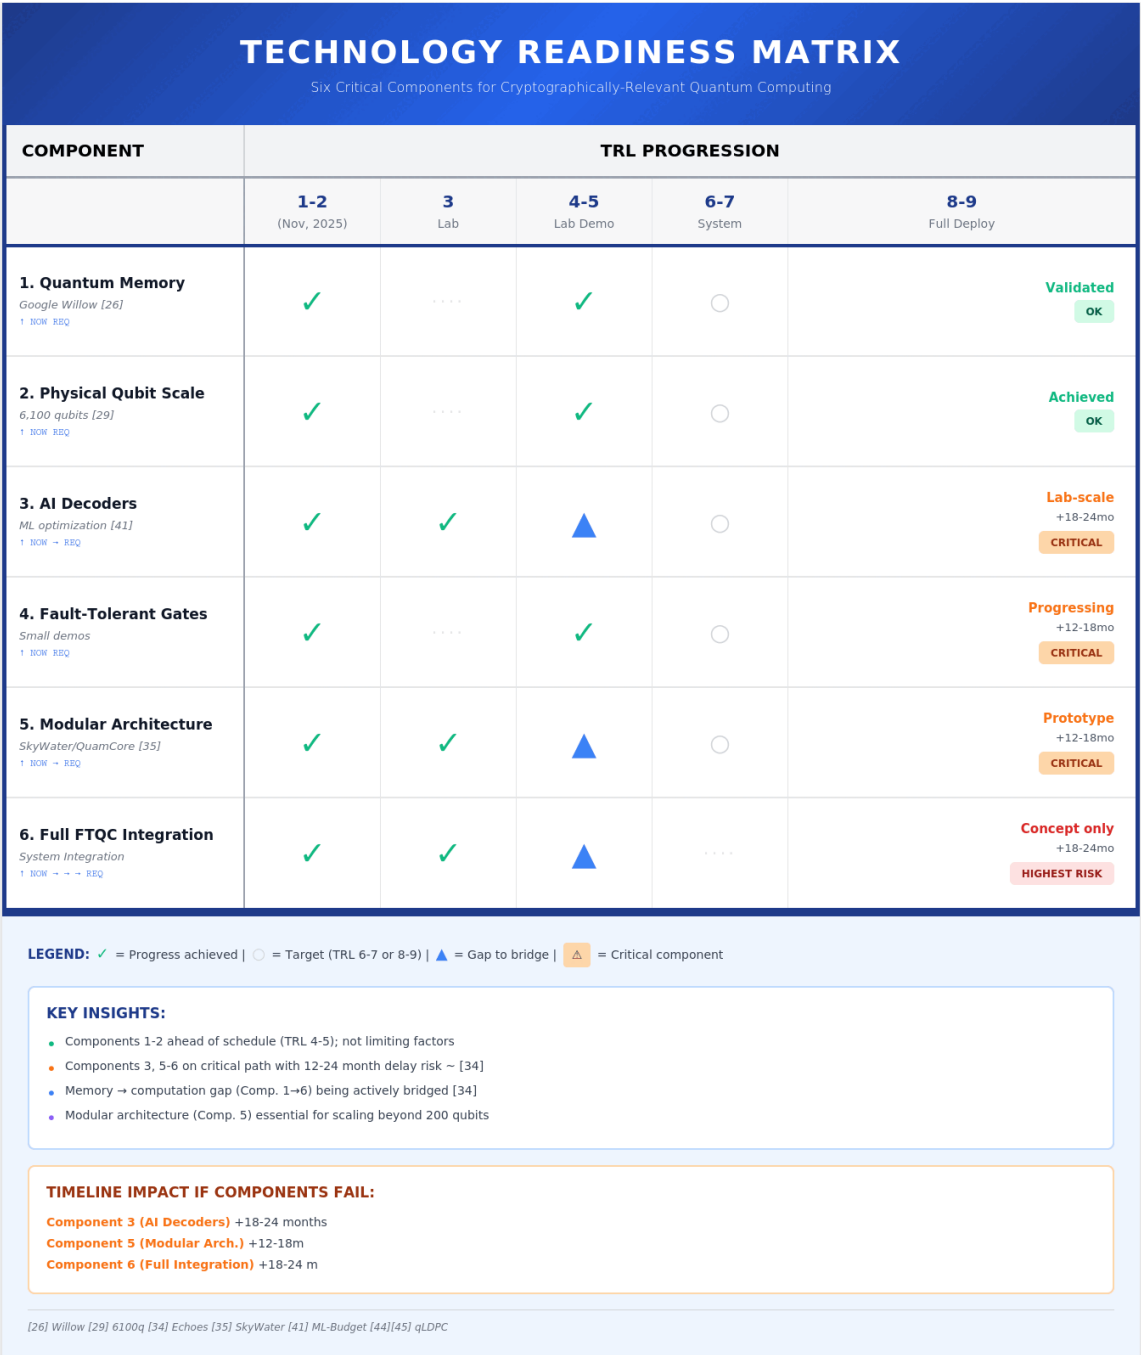 TECHNOLOGY READINESS MATRIX
Six Critical Components for Cryptographically-Relevant Quantum Computing
COMPONENT
TRL PROGRESSION
1-2
(Nov, 2025)
3
Lab
4-5
Lab Demo
6-7
System
8-9
Full Deploy
1. Quantum Memory
Google Willow [26]
↑ NOW REQ
✓ ···· ✓ ○
Validated
OK
2. Physical Qubit Scale
6,100 qubits [29]
↑ NOW REQ
✓ ···· ✓ ○
Achieved
OK
3. AI Decoders
ML optimization [41]
↑ NOW → REQ
✓ ✓ ▲ ○
Lab-scale
+18-24mo
CRITICAL
4. Fault-Tolerant Gates
Small demos
↑ NOW REQ
✓ ···· ✓ ○
Progressing
+12-18mo
CRITICAL
5. Modular Architecture
SkyWater/QuamCore [35]
↑ NOW → REQ
✓ ✓ ▲ ○
Prototype
+12-18mo
CRITICAL
6. Full FTQC Integration
System Integration
↑ NOW → → → REQ
✓ ✓ ▲ ····
Concept only
+18-24mo
HIGHEST RISK
LEGEND: ✓ = Progress achieved | ○ = Target (TRL 6-7 or 8-9) | ▲ = Gap to bridge | ⚠ = Critical component
KEY INSIGHTS:
• Components 1-2 ahead of schedule (TRL 4-5); not limiting factors
• Components 3, 5-6 on critical path with 12-24 month delay risk ~ [34]
• Memory → computation gap (Comp. 1→6) being actively bridged [34]
• Modular architecture (Comp. 5) essential for scaling beyond 200 qubits
TIMELINE IMPACT IF COMPONENTS FAIL:
Component 3 (AI Decoders) +18-24 months
Component 5 (Modular Arch.) +12-18m
Component 6 (Full Integration) +18-24 m
[26] Willow [29] 6100q [34] Echoes [35] SkyWater [41] ML-Budget [44][45] qLDPC